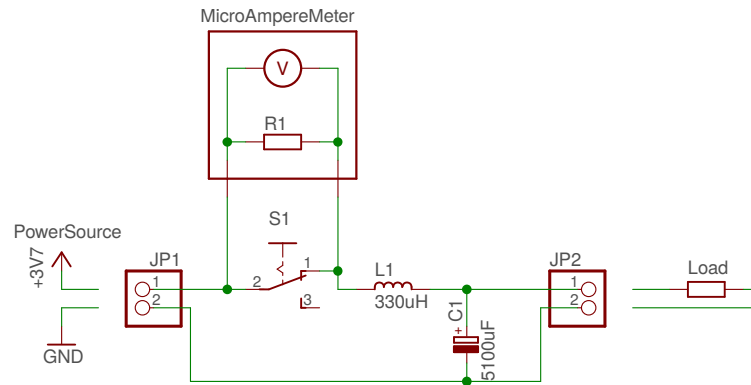 MicroAmpereMeter
V
R1
S1
PowerSource
+3V7
JP1
1
2
2
1
3
L1
330uH
C1
+
5100uF
JP2
1
2
Load
GND